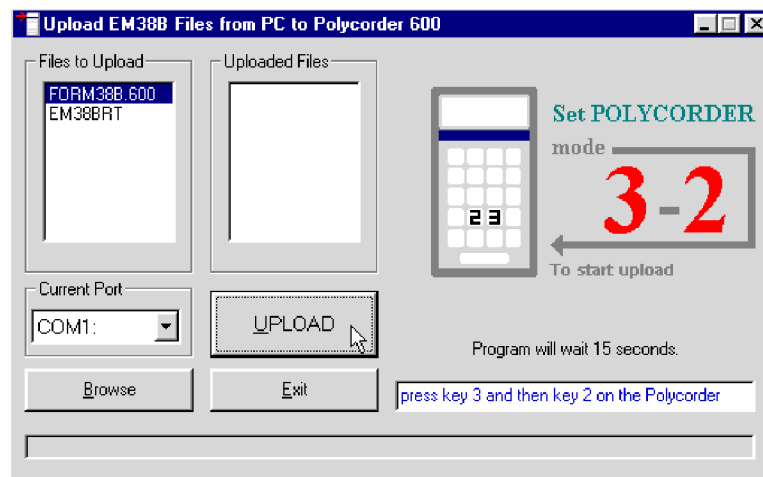 Upload EM38B Files from PC to Polycorder 600
Files to Upload
FORM38B.600
EM38BRT
Uploaded Files
Set POLYCORDER
mode
3-2
To start upload
2 3
Current Port
COM1:
UPLOAD
Program will wait 15 seconds.
Browse
Exit
press key 3 and then key 2 on the Polycorder